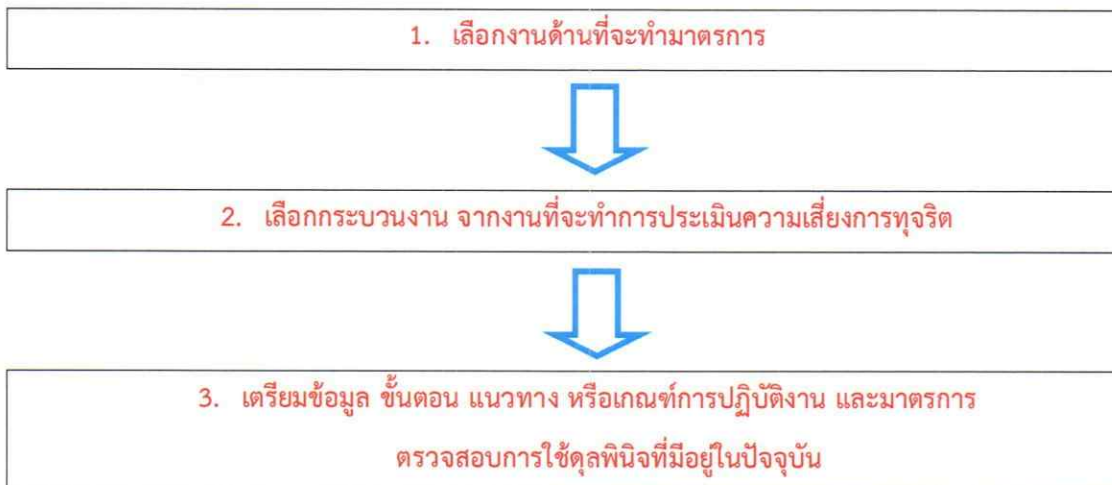 1. เลือกงานด้านที่จะทำมาตรการ
2. เลือกกระบวนงาน จากงานที่จะทำการประเมินความเสี่ยงการทุจริต
3. เตรียมข้อมูล ขั้นตอน แนวทาง หรือเกณฑ์การปฏิบัติงาน และมาตรการ
ตรวจสอบการใช้ดุลพินิจที่มีอยู่ในปัจจุบัน